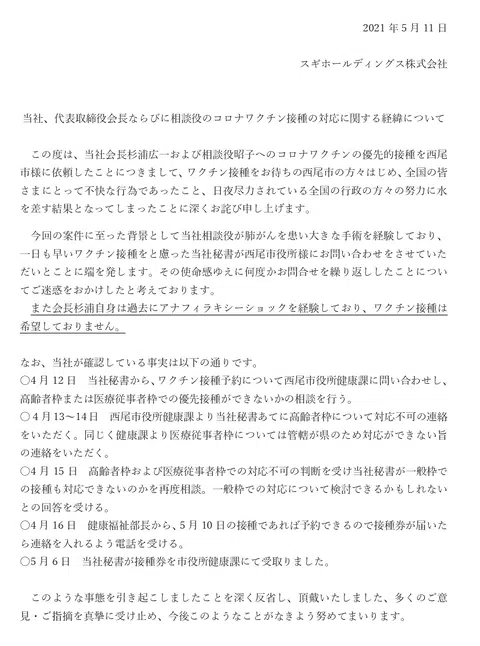 2021 年 5 月 11 日
スギホールディングス株式会社
当社、代表取締役会長ならびに相談役のコロナワクチン接種の対応に関する経緯について
この度は、当社会長杉浦広一および相談役昭子へのコロナワクチンの優先的接種を西尾
市様に依頼したことにつきまして、ワクチン接種をお待ちの西尾市の方々はじめ、全国の皆
さまにとって不快な行為であったこと、日夜尽力されている全国の行政の方々の努力に水
を差す結果となってしまったことに深くお詫び申し上げます。
今回の案件に至った背景として当社相談役が肺がんを患い大きな手術を経験しており、
一日も早いワクチン接種をと慮った当社秘書が西尾市役所様にお問い合わせをさせていた
だいとことに端を発します。その使命感ゆえに何度かお問合せを繰り返ししたことについ
てご迷惑をおかけしたと考えております。
また会長杉浦自身は過去にアナフィラキシーショックを経験しており、ワクチン接種は
希望しておりません。
なお、当社が確認している事実は以下の通りです。
○4 月 12 日 当社秘書から、ワクチン接種予約について西尾市役所健康課に問い合わせし、
高齢者枠または医療従事者枠での優先接種ができないかの相談を行う。
○ 4 月 13～14 日 西尾市役所健康課より当社秘書あてに高齢者枠について対応不可の連絡
をいただく。同じく健康課より医療従事者枠については管轄が県のため対応ができない旨
の連絡をいただく。
○4 月 15 日 高齢者枠および医療従事者枠での対応不可の判断を受け当社秘書が一般枠で
の接種も対応できないのかを再度相談。一般枠での対応について検討できるかもしれない
との回答を受ける。
○4 月 16 日 健康福祉部長から、5 月 10 日の接種であれば予約できるので接種券が届いた
ら連絡を入れるよう電話を受ける。
○5 月 6 日 当社秘書が接種券を市役所健康課にて受取りました。
このような事態を引き起こしましたことを深く反省し、頂戴いたしました、多くのご意
見・ご指摘を真摯に受け止め、今後このようなことがなきよう努めてまいります。